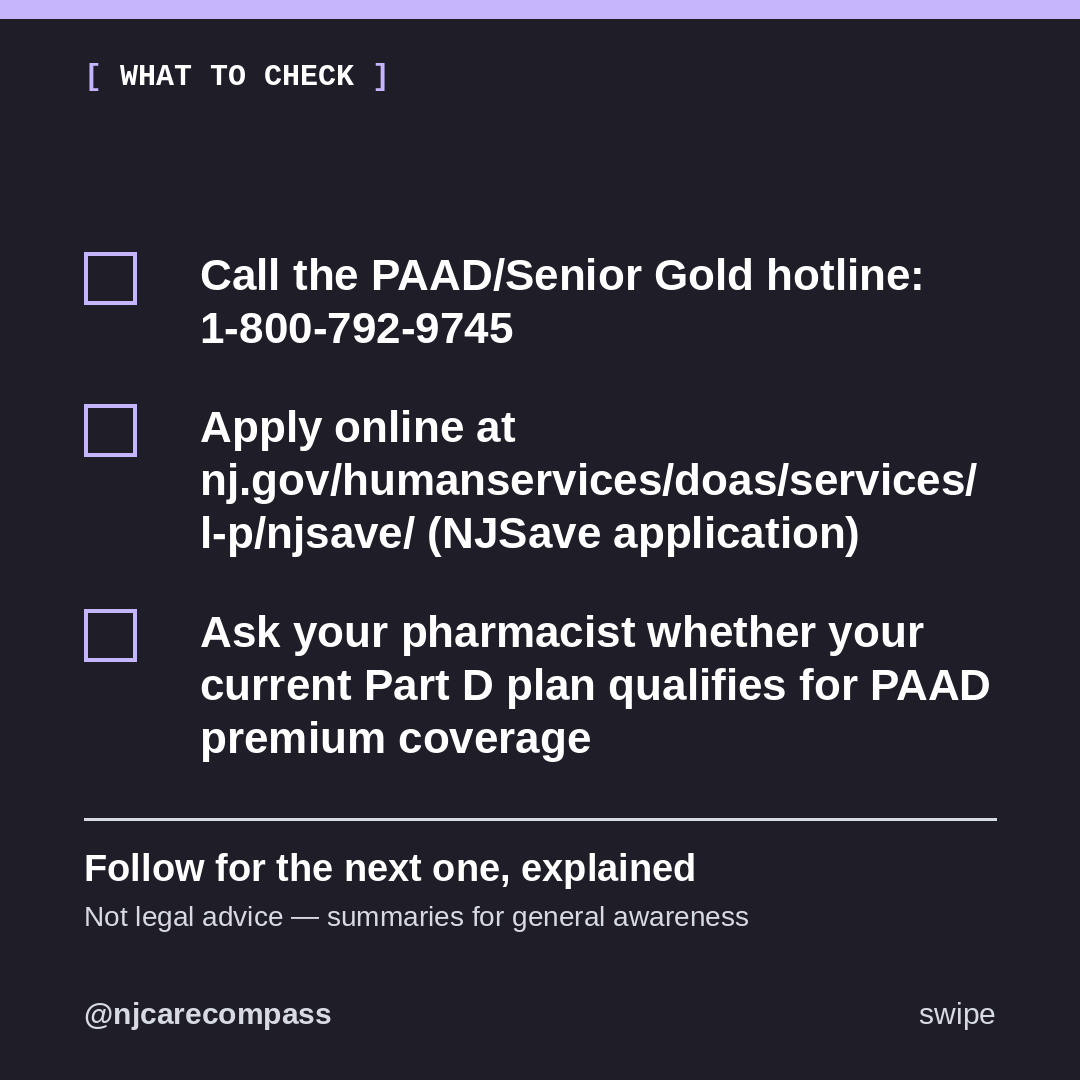 [ WHAT TO CHECK ]
Call the PAAD/Senior Gold hotline:
1-800-792-9745
Apply online at
nj.gov/humanservices/doas/services/
l-p/njsave/ (NJSave application)
Ask your pharmacist whether your
current Part D plan qualifies for PAAD
premium coverage
Follow for the next one, explained
Not legal advice — summaries for general awareness
@njcarecompass
swipe